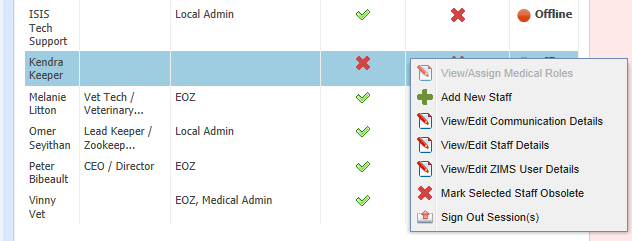 ISIS
Tech
Support
Local Admin
Offline
Kendra
Keeper
Melanie
Litton
Vet Tech /
Veterinary...
EOZ
Omer
Seyithan
Lead Keeper /
Zookeep...
Local Admin
Peter
Bibeault
CEO / Director
EOZ
Vinny
Vet
EOZ, Medical Admin
View/Assign Medical Roles
Add New Staff
View/Edit Communication Details
View/Edit Staff Details
View/Edit ZIMS User Details
Mark Selected Staff Obsolete
Sign Out Session(s)